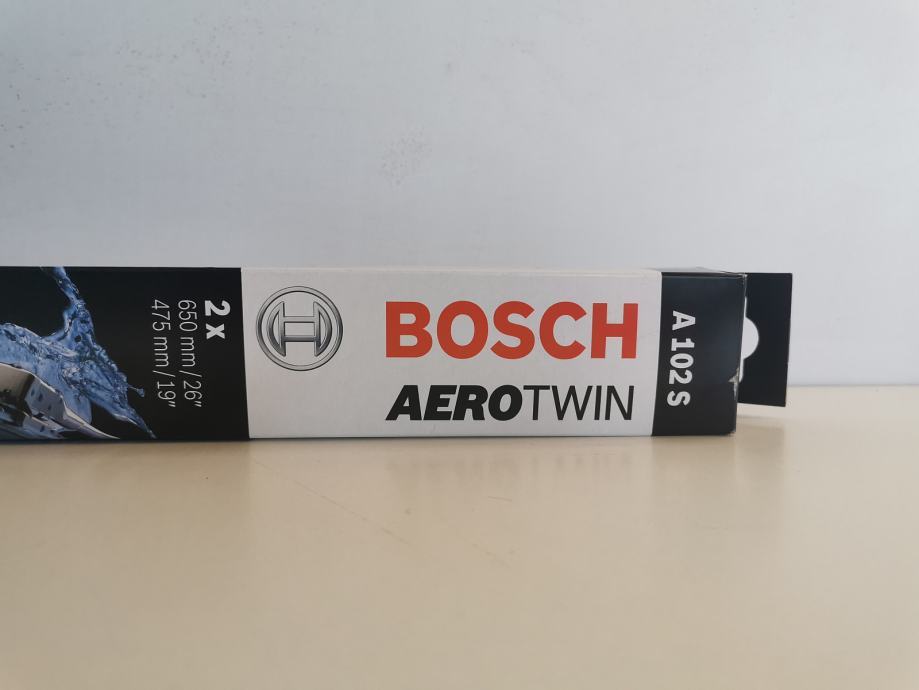 2 x
650 mm / 26"
475 mm / 19"
BOSCH
AEROTWIN
A 102 S